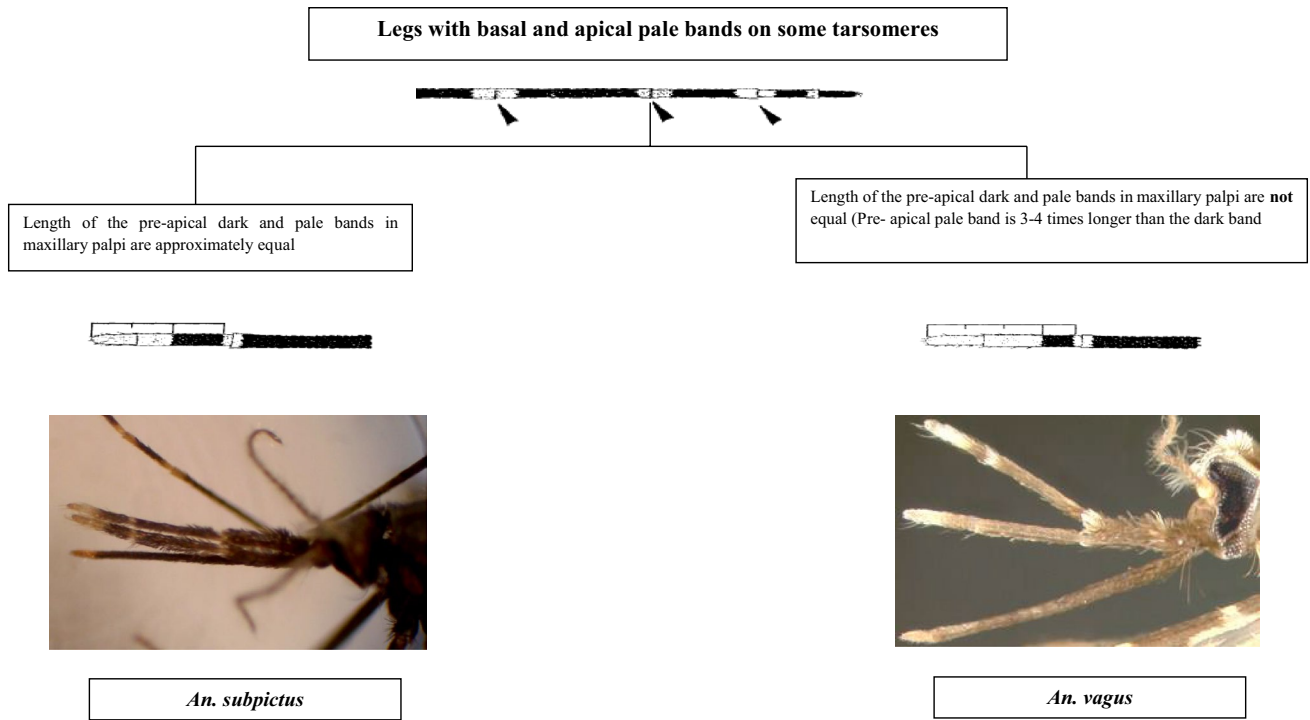 Legs with basal and apical pale bands on some tarsomeres
Length of the pre-apical dark and pale bands in
maxillary palpi are approximately equal
Length of the pre-apical dark and pale bands in maxillary palpi are not
equal (Pre- apical pale band is 3-4 times longer than the dark band
An. subpictus
An. vagus